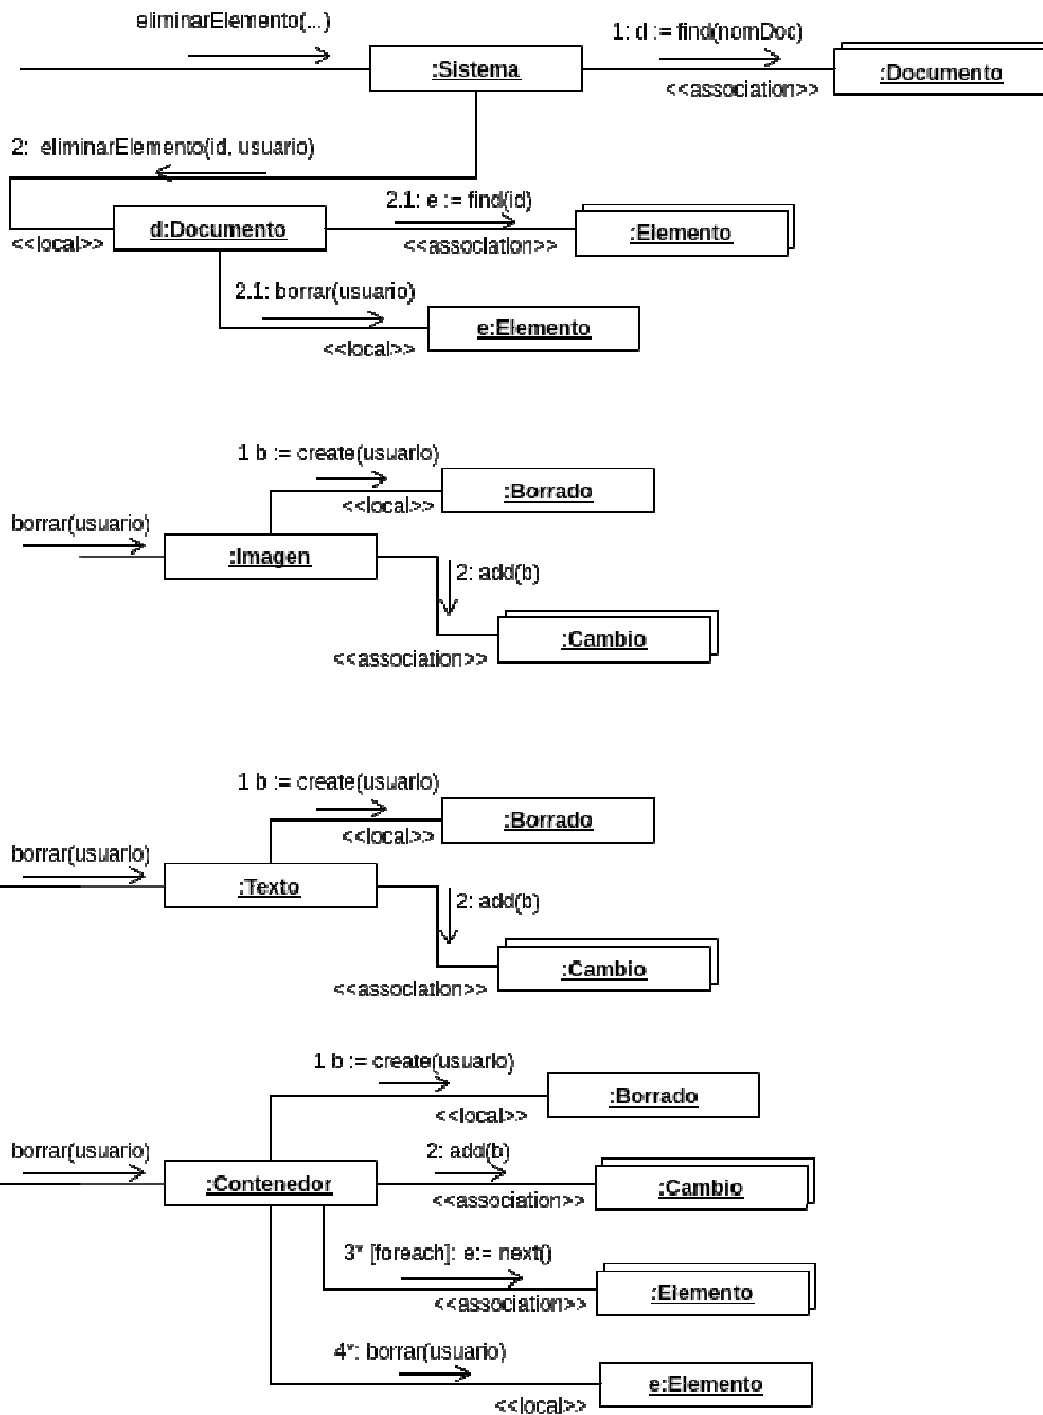 eliminarElemento(...)
1: d := find(nomDoc)
:Sistema
:Documento
<<association>>
2: eliminarElemento(id, usuario)
2.1: e := find(id)
<<local>>
d:Documento
<<association>>
:Elemento
2.1: borrar(usuario)
e:Elemento
<<local>>
1 b := create(usuario)
:Borrado
<<local>>
borrar(usuario)
:Imagen
2: add(b)
:Cambio
<<association>>
1 b := create(usuario)
:Borrado
<<local>>
borrar(usuario)
:Texto
2: add(b)
:Cambio
<<association>>
1 b := create(usuario)
:Borrado
<<local>>
borrar(usuario)
2: add(b)
:Contenedor
:Cambio
<<association>>
3* [foreach]: e:= next()
:Elemento
<<association>>
4*: borrar(usuario)
e:Elemento
<<local>>